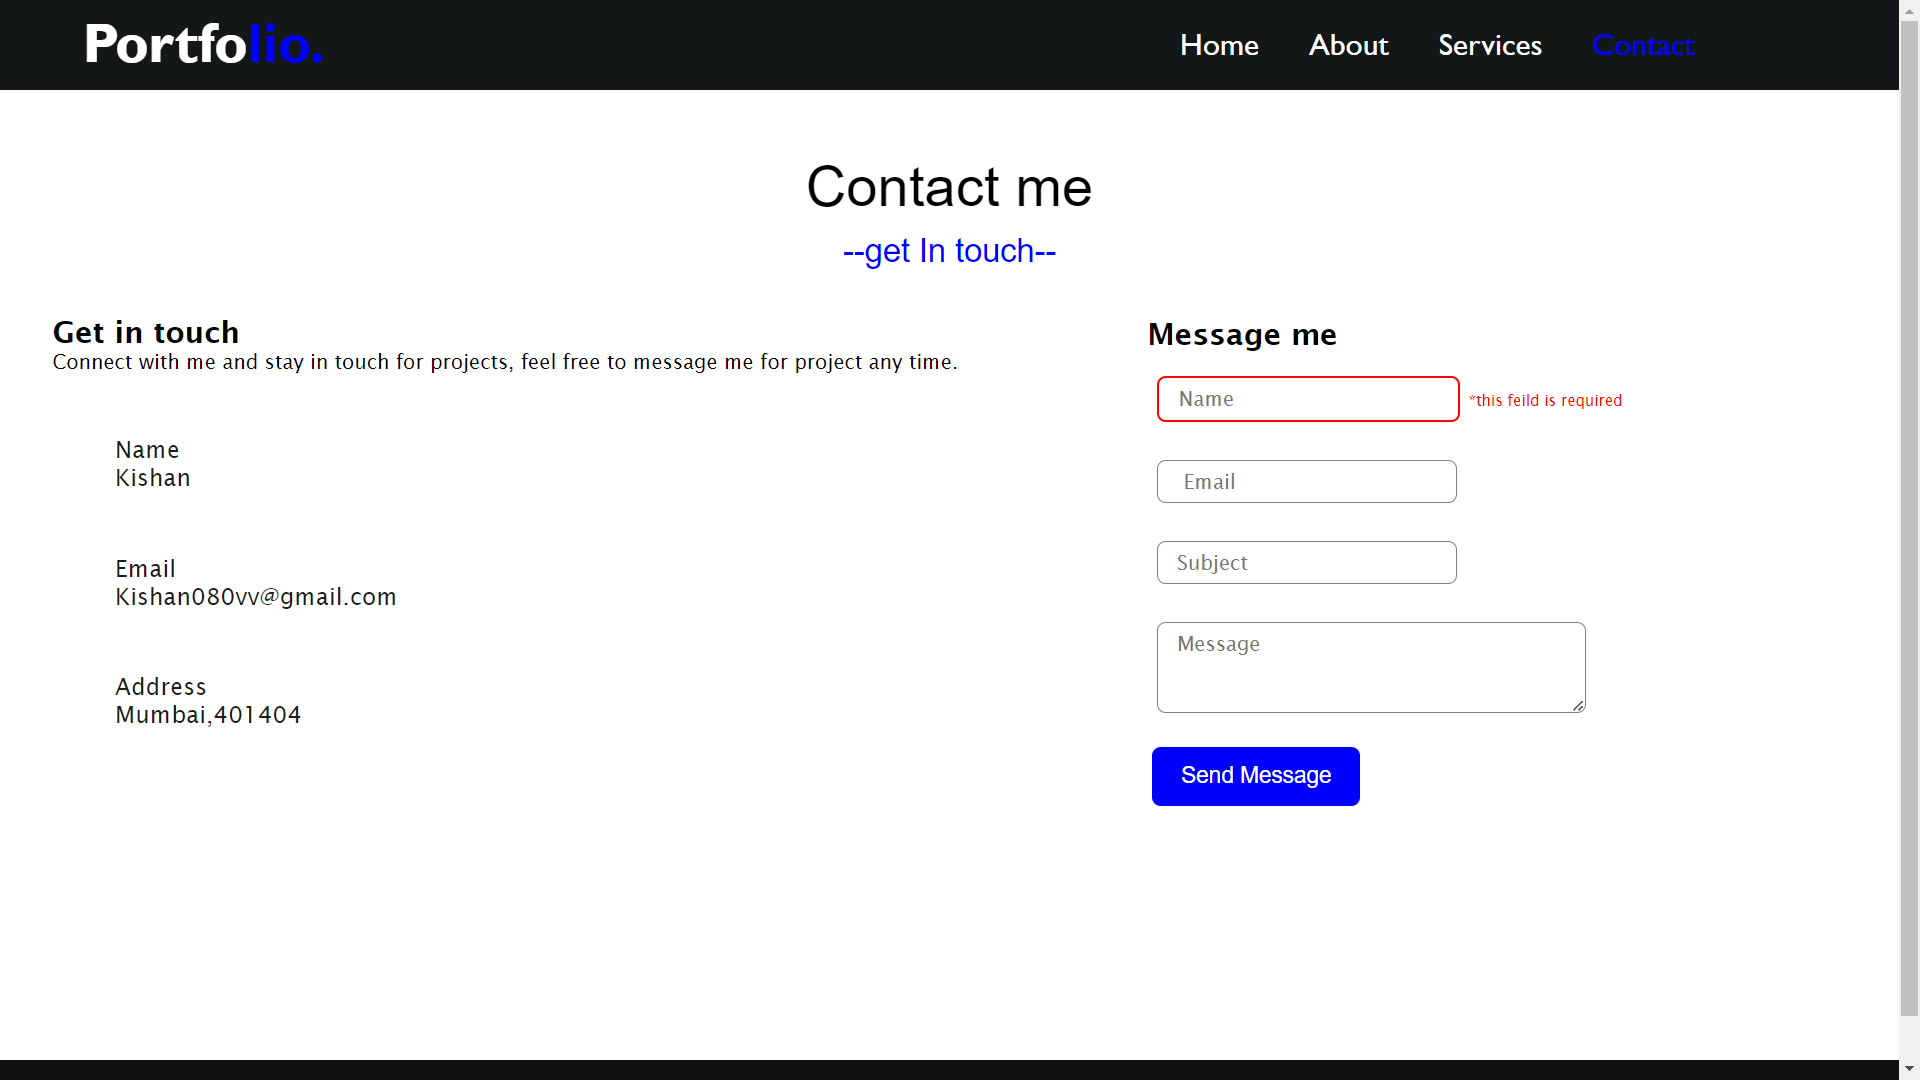 Portfolio.
Home About Services Contact
Contact me
--get In touch--
Get in touch
Connect with me and stay in touch for projects, feel free to message me for project any time.
Name
Kishan
Email
Kishan080vv@gmail.com
Address
Mumbai,401404
Message me
Name *this feild is required
Email
Subject
Message
Send Message